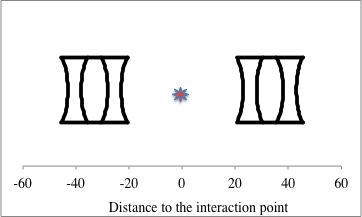 -60 -40 -20 0 20 40 60
Distance to the interaction point